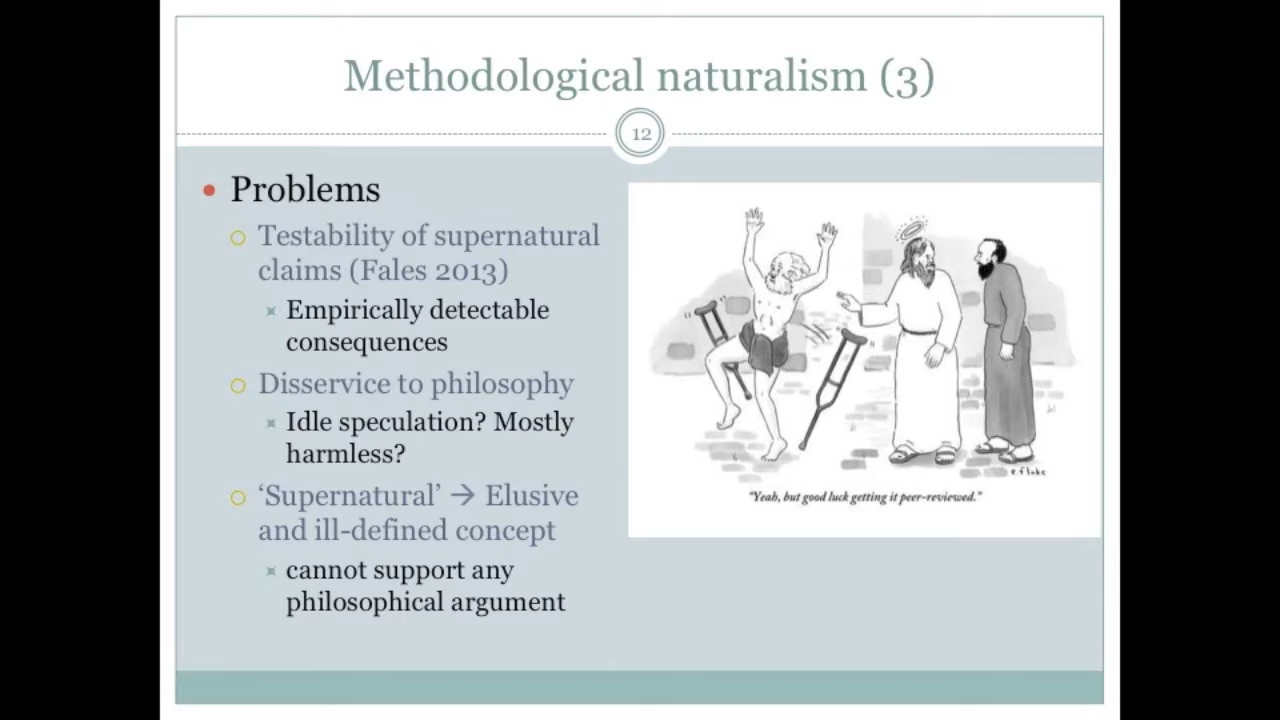 Methodological naturalism (3)
12
Problems
Testability of supernatural
claims (Fales 2013)
Empirically detectable
consequences
Disservice to philosophy
Idle speculation? Mostly
harmless?
‘Supernatural’ → Elusive
and ill-defined concept
cannot support any
philosophical argument
e. flake
"Yeah, but good luck getting it peer-reviewed."